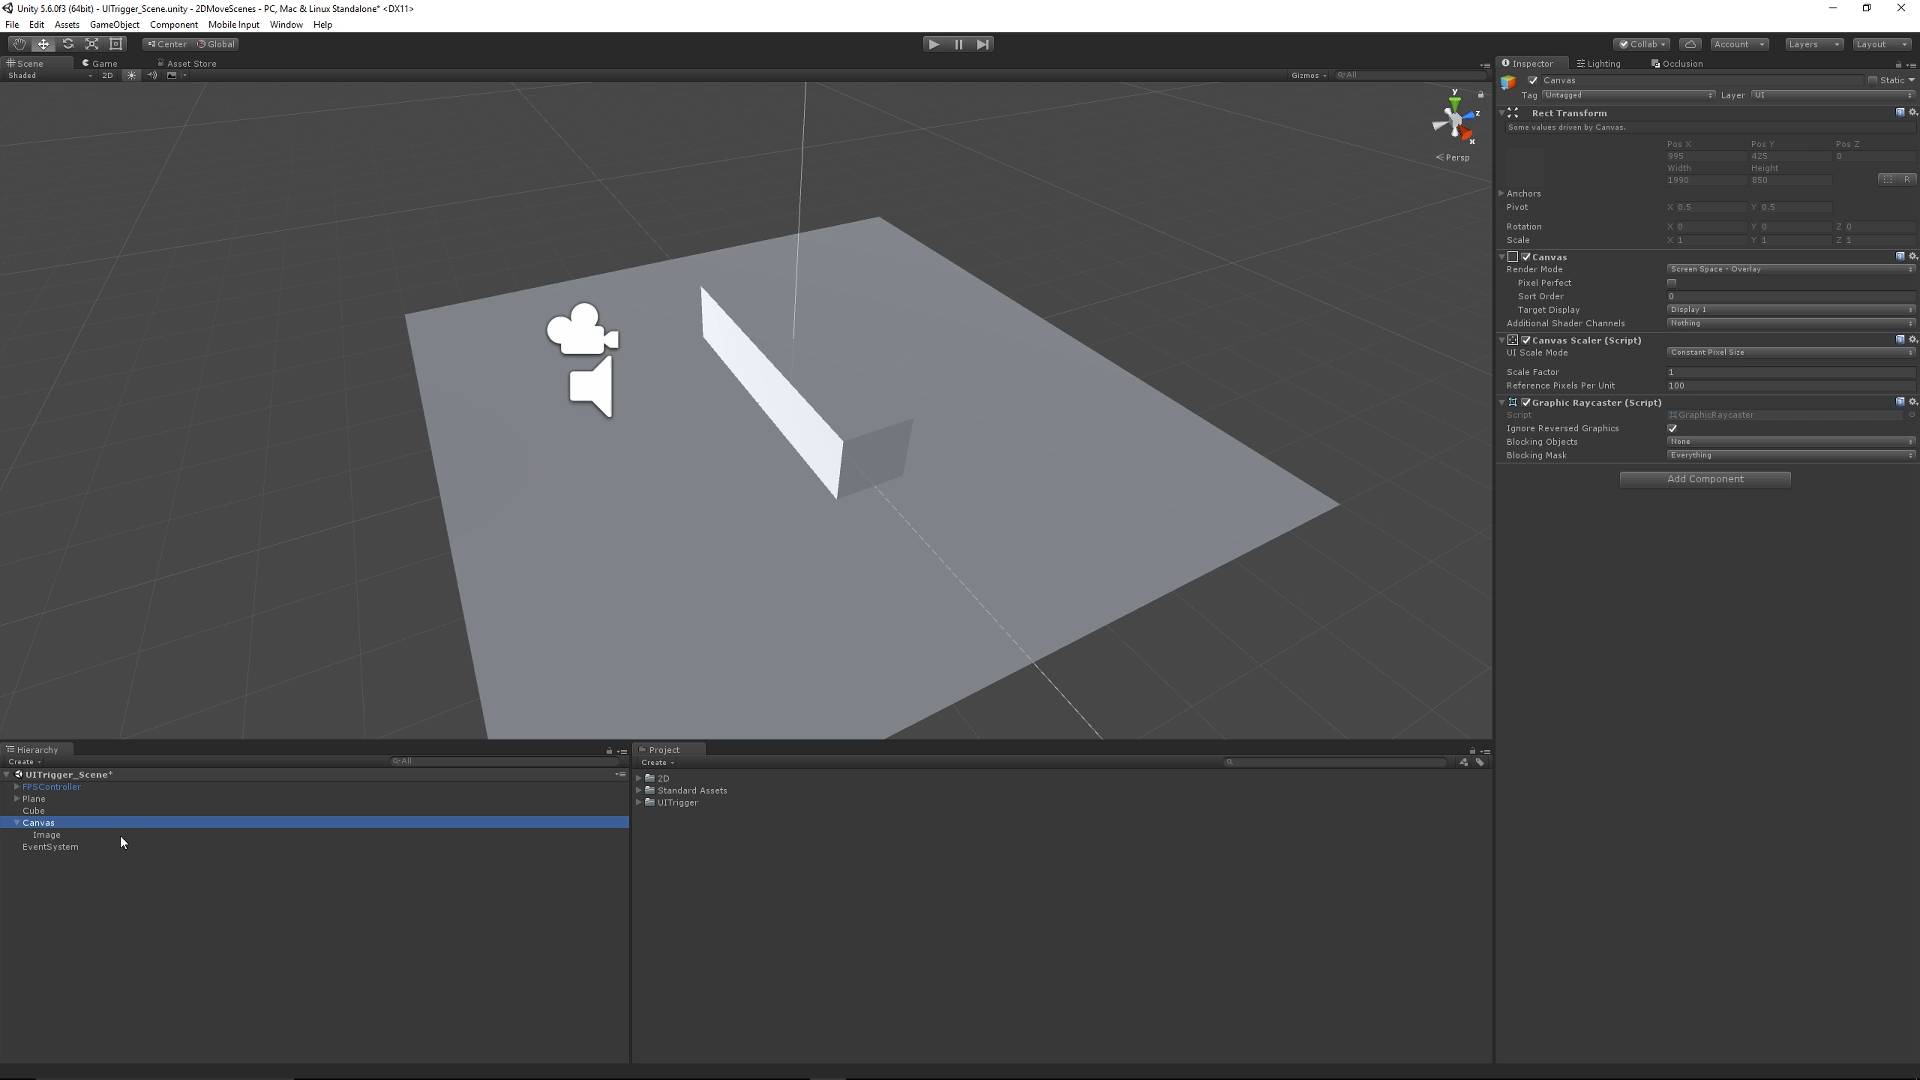 Unity 5.6.0f3 (64bit) - UITrigger_Scene.unity - 2DMoveScenes - PC, Mac & Linux Standalone* <DX11>
File Edit Assets GameObject Component Mobile Input Window Help
Center Global Collab Account Layers Layout
Scene Game Asset Store Inspector Lighting Occlusion
Shaded 2D Gizmos All
Canvas Static
Tag Untagged Layer UI
Rect Transform
Some values driven by Canvas.
Pos X Pos Y Pos Z
995 425 0
Width Height
1990 850 R
Anchors
Pivot X 0.5 Y 0.5
Rotation X 0 Y 0 Z 0
Scale X 1 Y 1 Z 1
Canvas
Render Mode Screen Space - Overlay
Pixel Perfect
Sort Order 0
Target Display Display 1
Additional Shader Channels Nothing
Canvas Scaler (Script)
UI Scale Mode Constant Pixel Size
Scale Factor 1
Reference Pixels Per Unit 100
Graphic Raycaster (Script)
Script GraphicRaycaster
Ignore Reversed Graphics
Blocking Objects None
Blocking Mask Everything
Add Component
y
z
x
Persp
Hierarchy
Create All
UITrigger_Scene*
FPSController
Plane
Cube
Canvas
Image
EventSystem
Project
Create
2D
Standard Assets
UITrigger